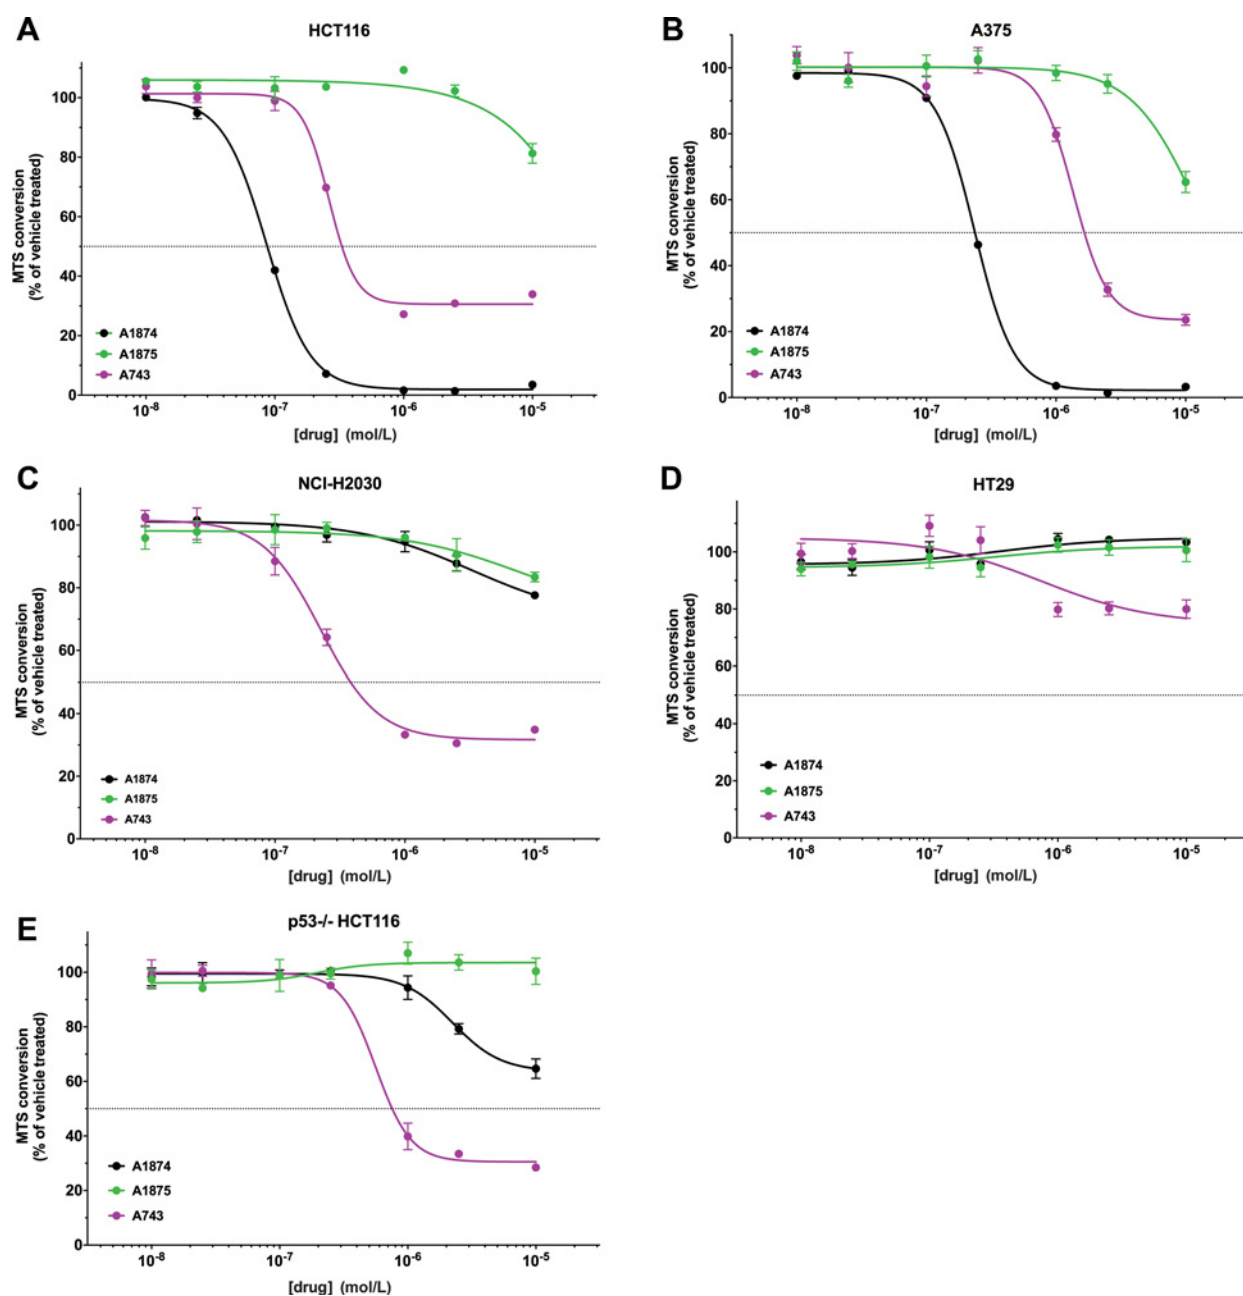 A
HCT116
MTS conversion
(% of vehicle treated)
100
80
60
40
20
0
A1874
A1875
A743
10⁻⁸
10⁻⁷
10⁻⁶
10⁻⁵
[drug] (mol/L)
B
A375
MTS conversion
(% of vehicle treated)
100
80
60
40
20
0
A1874
A1875
A743
10⁻⁸
10⁻⁷
10⁻⁶
10⁻⁵
[drug] (mol/L)
C
NCI-H2030
MTS conversion
(% of vehicle treated)
100
80
60
40
20
0
A1874
A1875
A743
10⁻⁸
10⁻⁷
10⁻⁶
10⁻⁵
[drug] (mol/L)
D
HT29
MTS conversion
(% of vehicle treated)
100
80
60
40
20
0
A1874
A1875
A743
10⁻⁸
10⁻⁷
10⁻⁶
10⁻⁵
[drug] (mol/L)
E
p53-/- HCT116
MTS conversion
(% of vehicle treated)
100
80
60
40
20
0
A1874
A1875
A743
10⁻⁸
10⁻⁷
10⁻⁶
10⁻⁵
[drug] (mol/L)